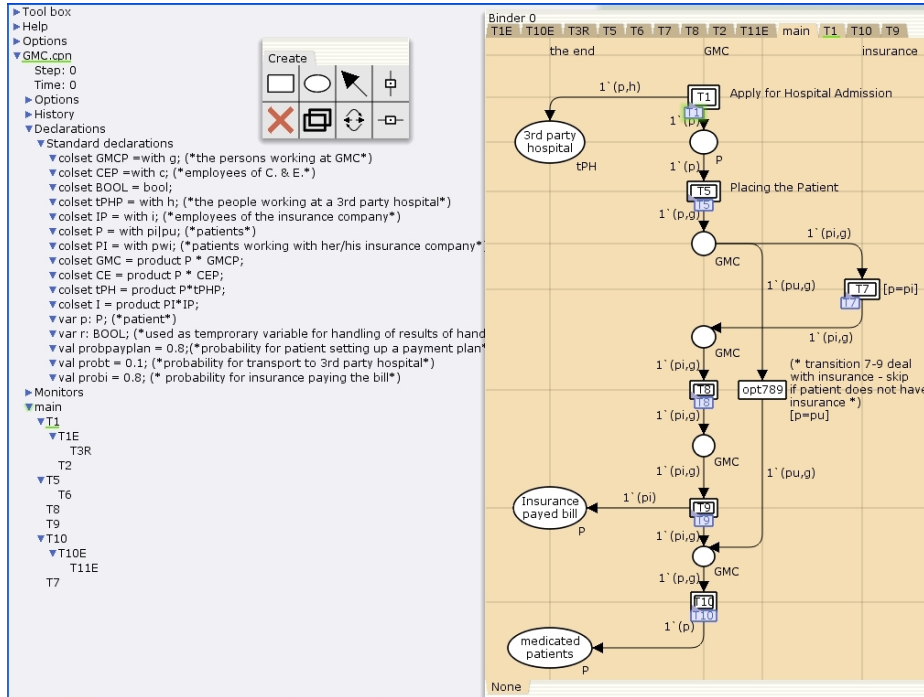 Tool box
Help
Options
GMC.cpn
Step: 0
Time: 0
Options
History
Declarations
Standard declarations
colset GMCP =with g; (*the persons working at GMC*)
colset CEP =with c; (*employees of C. & E.*)
colset BOOL = bool;
colset tPHP = with h; (*the people working at a 3rd party hospital*)
colset IP = with i; (*employees of the insurance company*)
colset P = with pi|pu; (*patients*)
colset PI = with pwi; (*patients working with her/his insurance company*
colset GMC = product P * GMCP;
colset CE = product P * CEP;
colset tPH = product P*tPHP;
colset I = product PI*IP;
var p: P; (*patient*)
var r: BOOL; (*used as temprorary variable for handling of results of hand
val probpayplan = 0.8;(*probability for patient setting up a payment plan*
val probt = 0.1; (*probability for transport to 3rd party hospital*)
val probi = 0.8; (* probability for insurance paying the bill*)
Monitors
main
T1
T1E
T3R
T2
T5
T6
T8
T9
T10
T10E
T11E
T7
Create
Binder 0
T1E T10E T3R T5 T6 T7 T8 T2 T11E main T1 T10 T9
the end GMC insurance
1`(p,h)
T1
Apply for Hospital Admission
T1
1`(p)
3rd party
hospital
tPH
P
1`(p)
T5
Placing the Patient
T5
1`(p,g)
GMC
1`(pi,g)
1`(pu,g)
T7
[p=pi]
T7
1`(pi,g)
GMC
1`(pi,g)
T8
T8
opt789
(* transition 7-9 deal
with insurance - skip
if patient does not have
insurance *)
[p=pu]
1`(pi,g)
GMC
1`(pi,g)
1`(pu,g)
Insurance
payed bill
P
1`(pi)
T9
T9
1`(pi,g)
GMC
1`(p,g)
T10
T10
1`(p)
medicated
patients
P
None